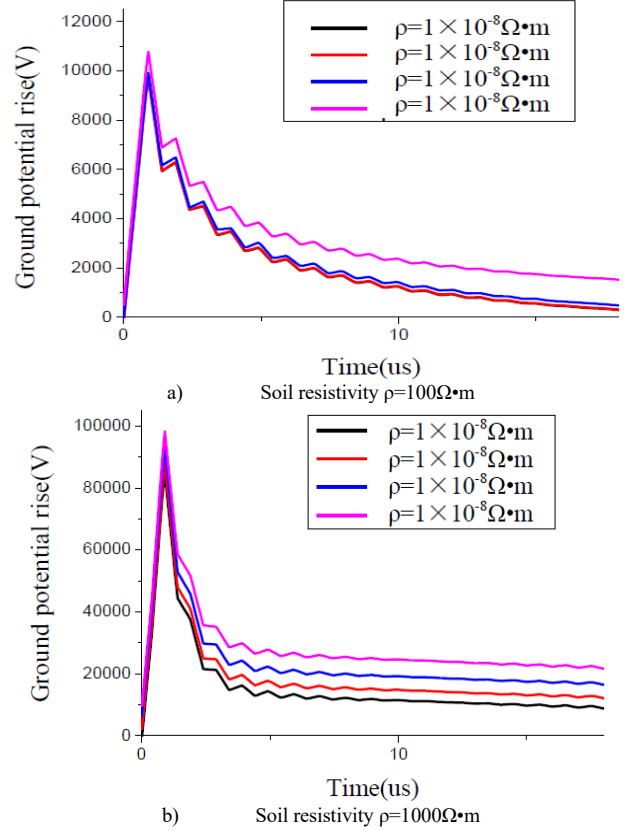 ρ=1×10⁻⁸Ω•m
ρ=1×10⁻⁸Ω•m
ρ=1×10⁻⁸Ω•m
ρ=1×10⁻⁸Ω•m
Ground potential rise(V)
12000
10000
8000
6000
4000
2000
0
0
10
Time(us)
a) Soil resistivity ρ=100Ω•m
ρ=1×10⁻⁸Ω•m
ρ=1×10⁻⁸Ω•m
ρ=1×10⁻⁸Ω•m
ρ=1×10⁻⁸Ω•m
Ground potential rise(V)
100000
80000
60000
40000
20000
0
0
10
Time(us)
b) Soil resistivity ρ=1000Ω•m